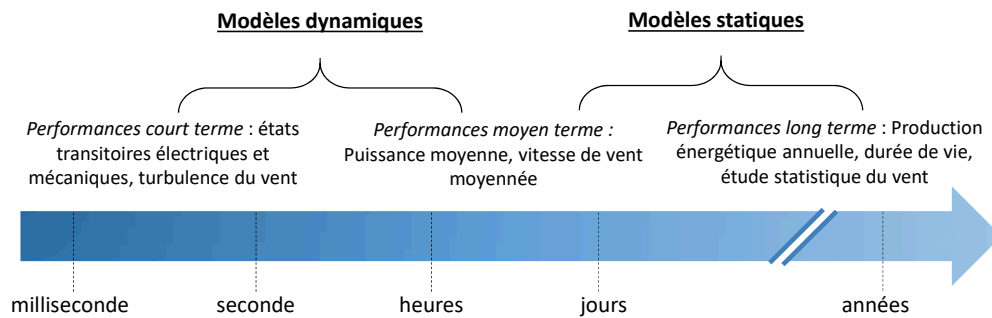 Modèles dynamiques
Modèles statiques
Performances court terme : états
transitoires électriques et
mécaniques, turbulence du vent
Performances moyen terme :
Puissance moyenne, vitesse de vent
moyennée
Performances long terme : Production
énergétique annuelle, durée de vie,
étude statistique du vent
milliseconde
seconde
heures
jours
années